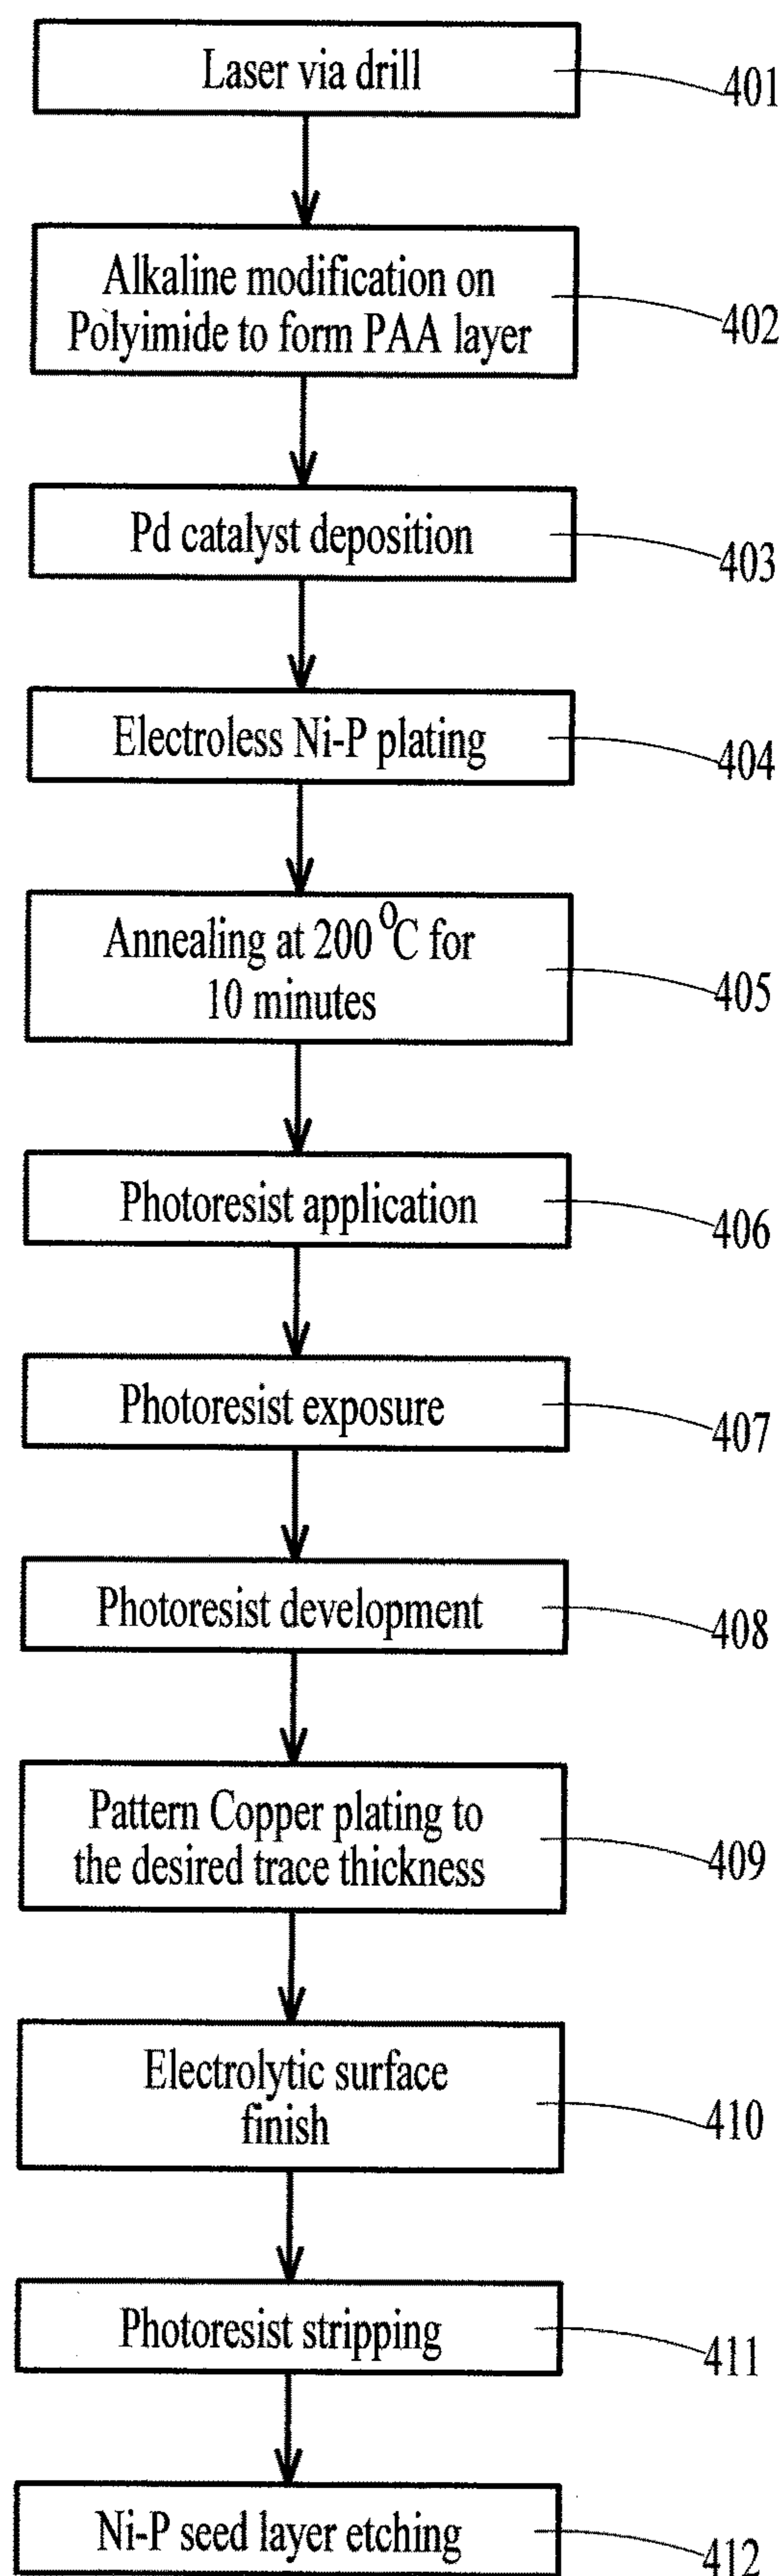 Laser via drill
401
Alkaline modification on
Polyimide to form PAA layer
402
Pd catalyst deposition
403
Electroless Ni-P plating
404
Annealing at 200 °C for
10 minutes
405
Photoresist application
406
Photoresist exposure
407
Photoresist development
408
Pattern Copper plating to
the desired trace thickness
409
Electrolytic surface
finish
410
Photoresist stripping
411
Ni-P seed layer etching
412